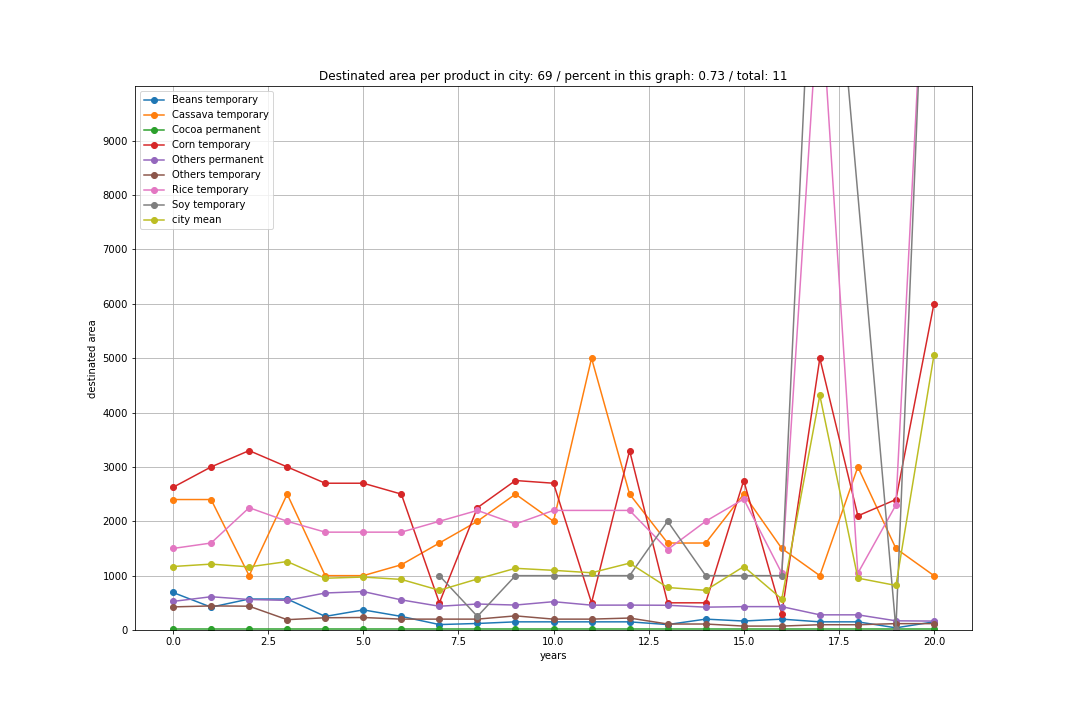 Destinated area per product in city: 69 / percent in this graph: 0.73 / total: 11
Beans temporary
Cassava temporary
Cocoa permanent
Corn temporary
Others permanent
Others temporary
Rice temporary
Soy temporary
city mean
9000
8000
7000
6000
5000
4000
3000
2000
1000
0
destinated area
0.0 2.5 5.0 7.5 10.0 12.5 15.0 17.5 20.0
years